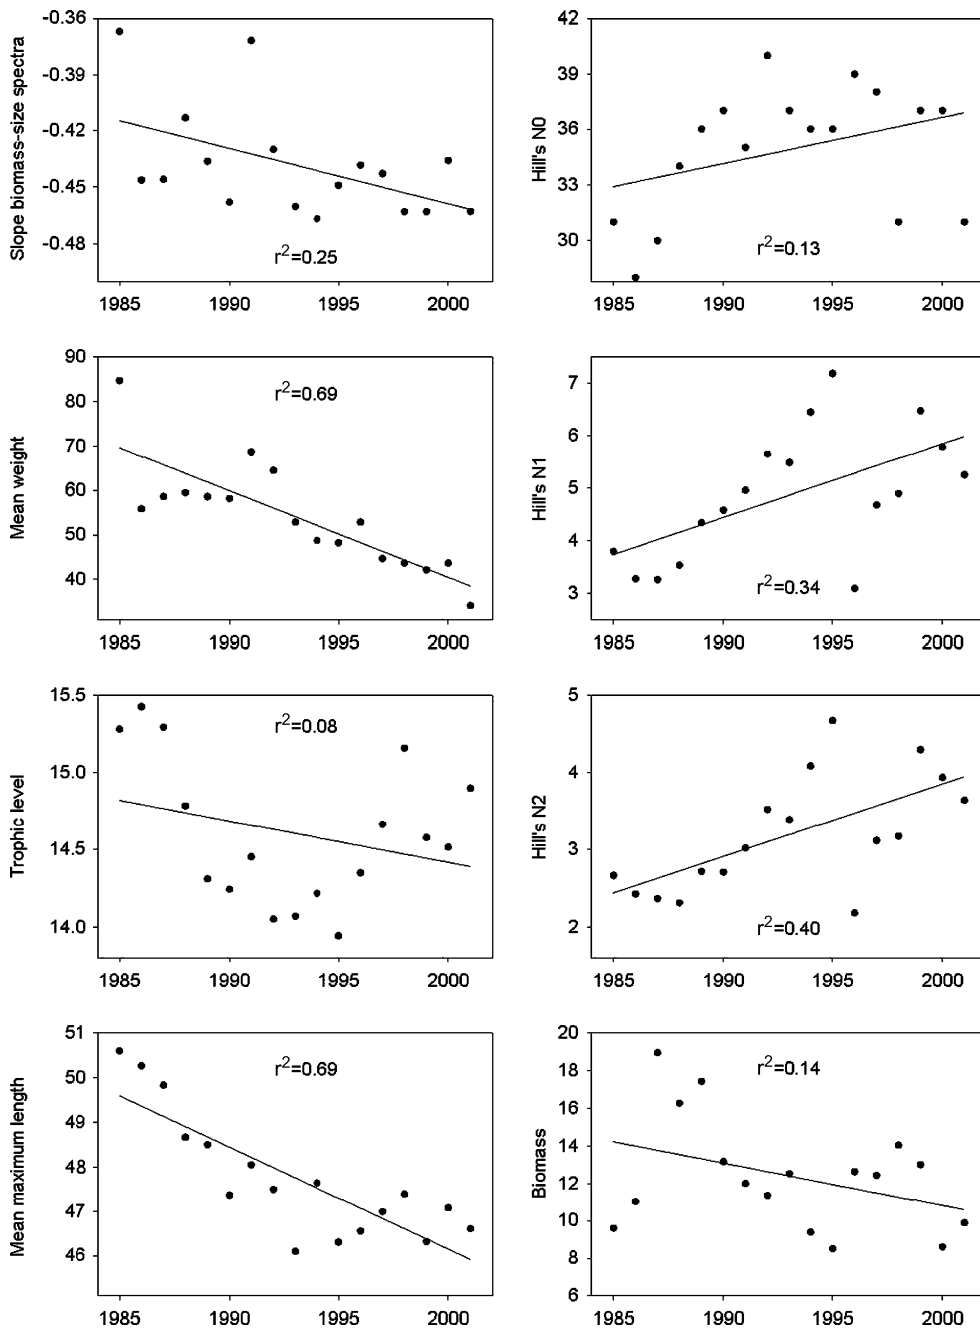 Slope biomass-size spectra
-0.36
-0.39
-0.42
-0.45
-0.48
r²=0.25
1985 1990 1995 2000
Hill's N0
42
39
36
33
30
r²=0.13
1985 1990 1995 2000
Mean weight
90
80
70
60
50
40
r²=0.69
1985 1990 1995 2000
Hill's N1
7
6
5
4
3
r²=0.34
1985 1990 1995 2000
Trophic level
15.5
15.0
14.5
14.0
r²=0.08
1985 1990 1995 2000
Hill's N2
5
4
3
2
r²=0.40
1985 1990 1995 2000
Mean maximum length
51
50
49
48
47
46
r²=0.69
1985 1990 1995 2000
Biomass
20
18
16
14
12
10
8
6
r²=0.14
1985 1990 1995 2000